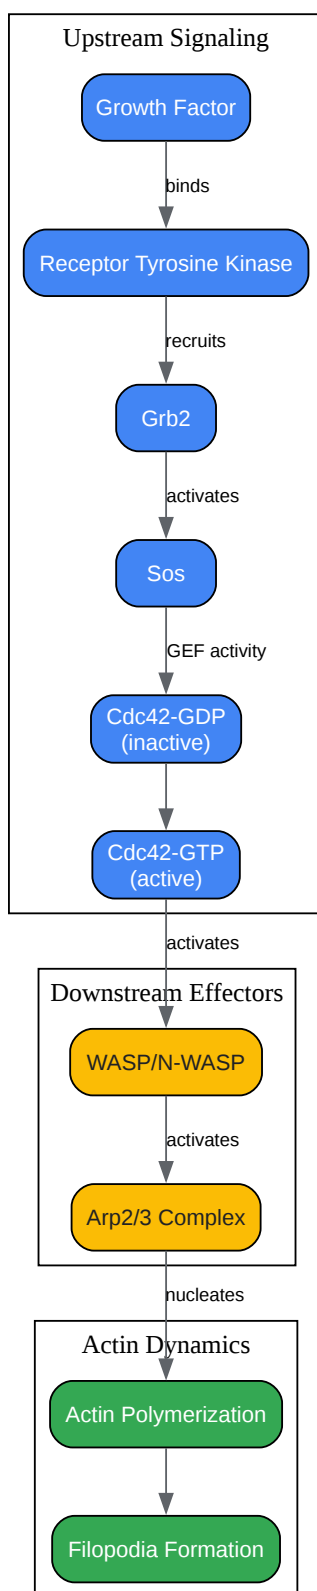 Upstream Signaling
Growth Factor
binds
Receptor Tyrosine Kinase
recruits
Grb2
activates
Sos
GEF activity
Cdc42-GDP
(inactive)
Cdc42-GTP
(active)
activates
Downstream Effectors
WASP/N-WASP
activates
Arp2/3 Complex
nucleates
Actin Dynamics
Actin Polymerization
Filopodia Formation